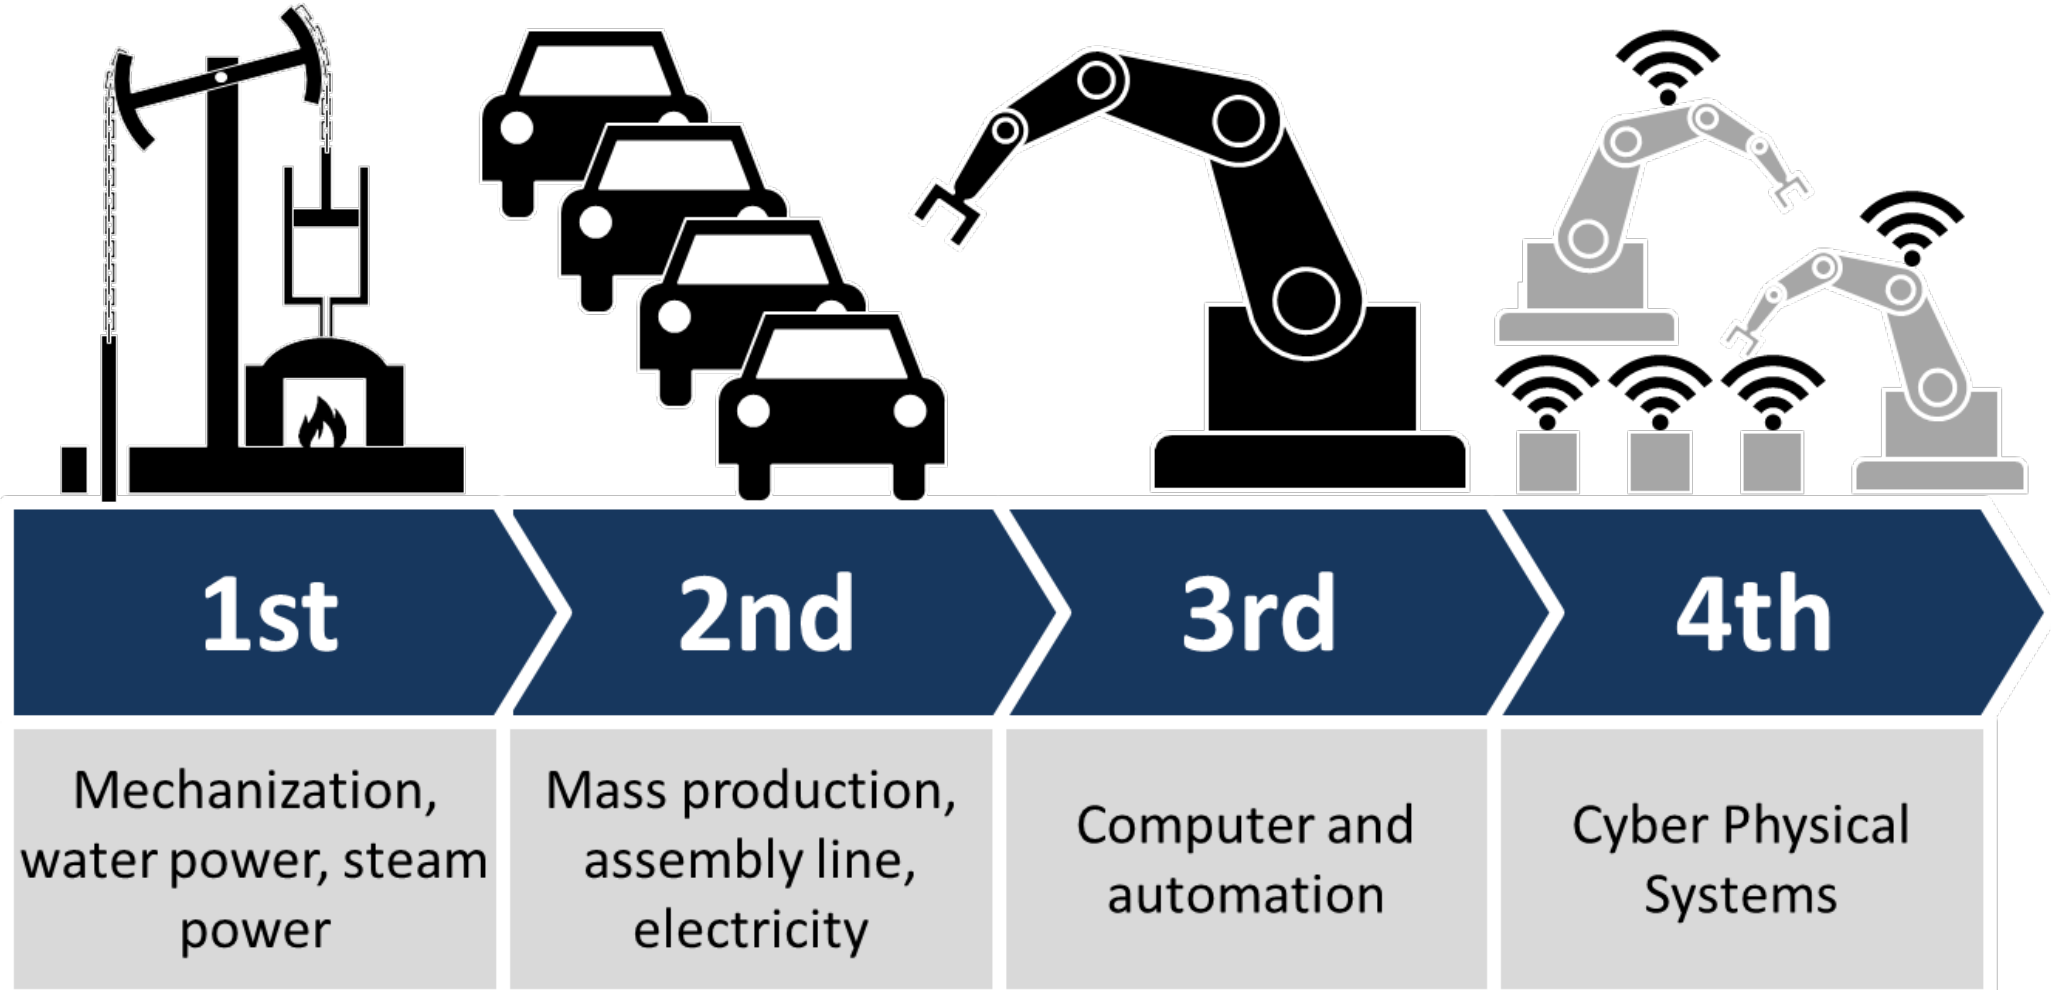 1st
2nd
3rd
4th
Mechanization,
water power, steam
power
Mass production,
assembly line,
electricity
Computer and
automation
Cyber Physical
Systems